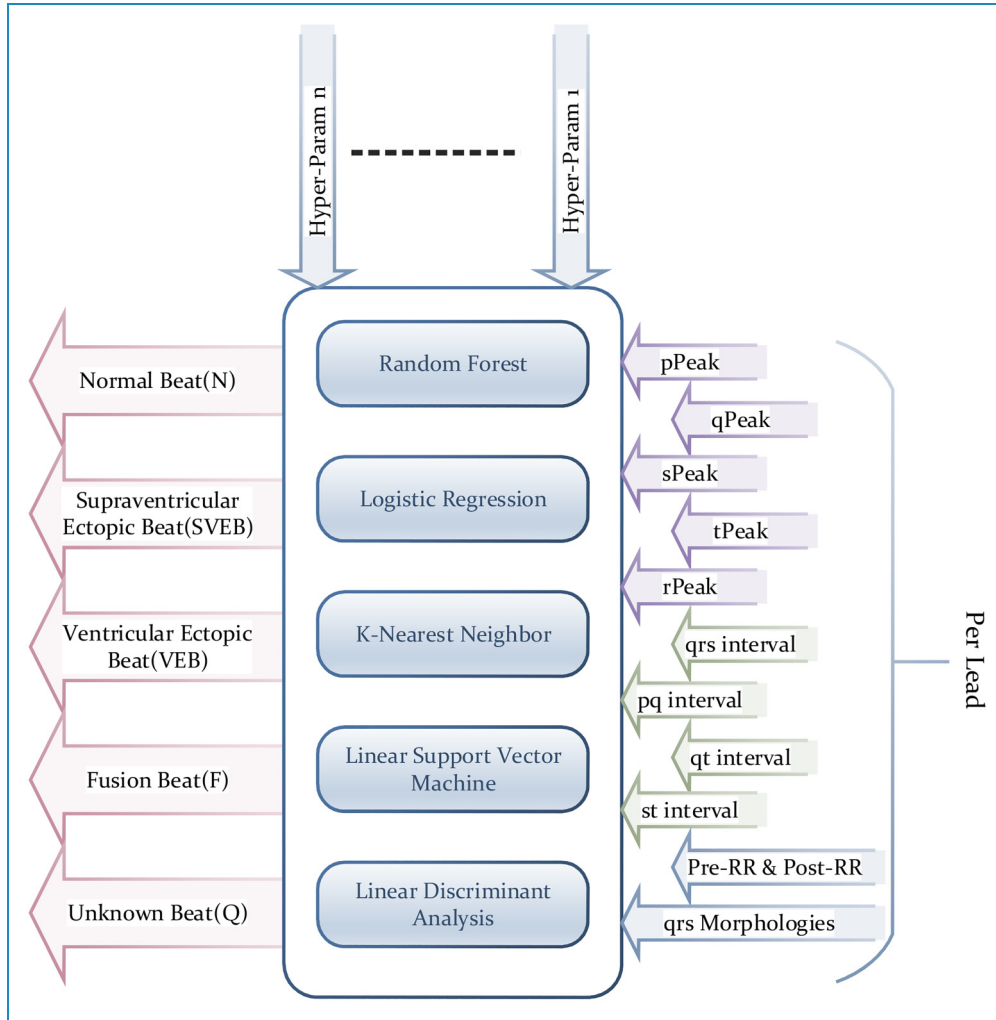 Hyper-Param n
Hyper-Param 1
Normal Beat(N)
Supraventricular
Ectopic Beat(SVEB)
Ventricular Ectopic
Beat(VEB)
Fusion Beat(F)
Unknown Beat(Q)
Random Forest
Logistic Regression
K-Nearest Neighbor
Linear Support Vector
Machine
Linear Discriminant
Analysis
pPeak
qPeak
sPeak
tPeak
rPeak
qrs interval
pq interval
qt interval
st interval
Pre-RR & Post-RR
qrs Morphologies
Per Lead